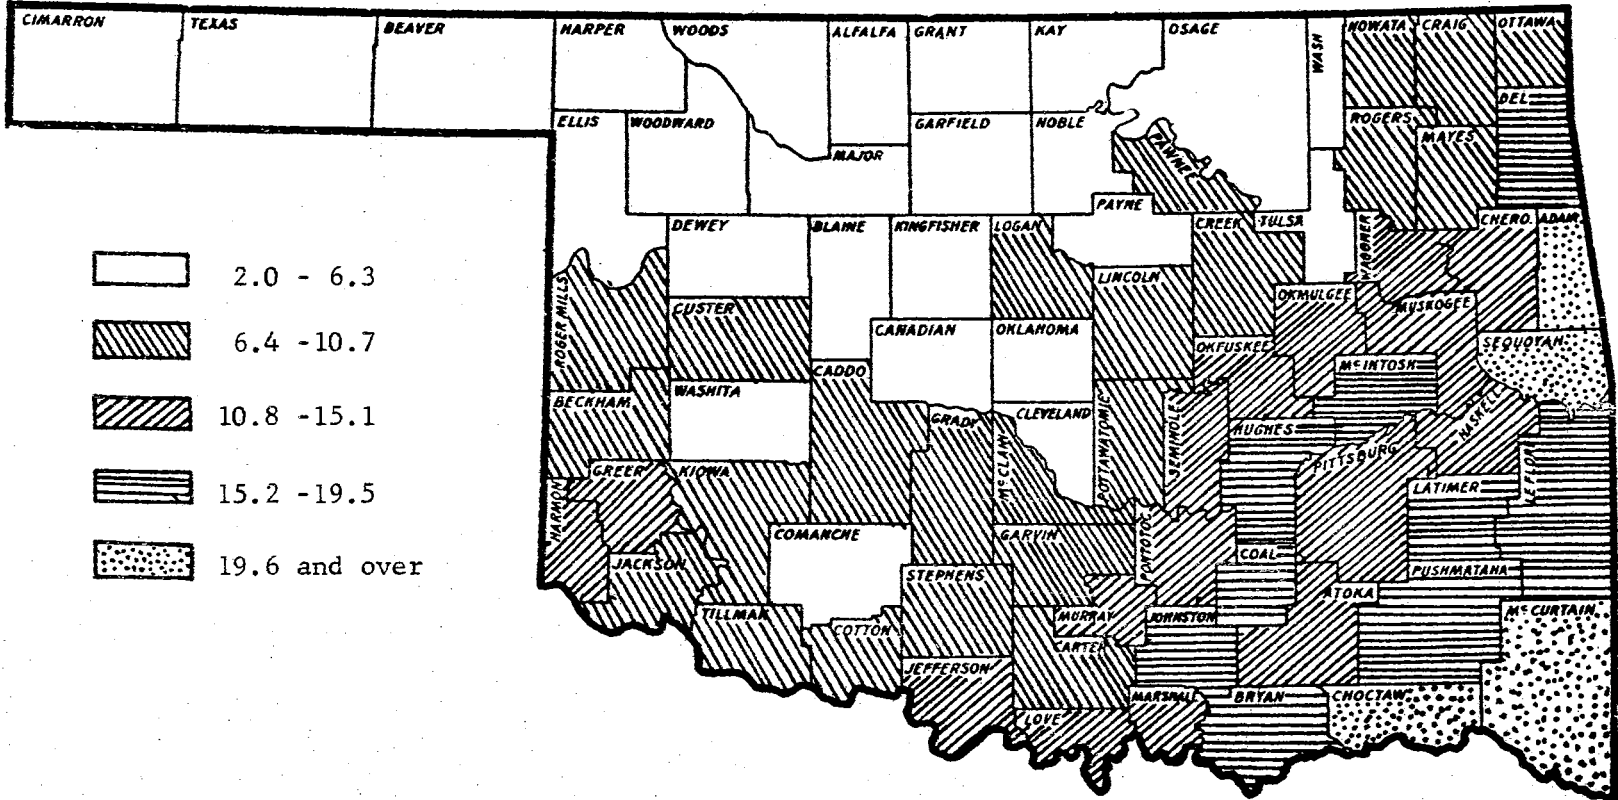 CIMARRON
TEXAS
BEAVER
HARPER
WOODS
ALFALFA
GRANT
KAY
OSAGE
WASH
NOWATA
CRAIG
OTTAWA
DEL.
ELLIS
WOODWARD
MAJOR
GARFIELD
NOBLE
PAWNEE
ROGERS
MAYES
PAYNE
DEWEY
BLAINE
KINGFISHER
LOGAN
CREEK
TULSA
WAGONER
CHERO.
ADAIR
2.0 - 6.3
6.4 -10.7
10.8 -15.1
15.2 -19.5
19.6 and over
ROGER MILLS
CUSTER
LINCOLN
OKMULGEE
MUSKOGEE
CANADIAN
OKLAHOMA
OKFUSKEE
SEQUOYAH
CADDO
McINTOSH
WASHITA
BECKHAM
GRADY
CLEVELAND
McCLAIN
POTTAWATOMIE
SEMINOLE
HUGHES
HASKELL
PITTSBURG
GREER
KIOWA
HARMON
LATIMER
LEFLORE
COMANCHE
GARVIN
PONTOTOC
COAL
JACKSON
STEPHENS
PUSHMATAHA
ATOKA
TILLMAN
COTTON
MURRAY
JOHNSTON
McCURTAIN
CARTER
JEFFERSON
MARSHALL
BRYAN
CHOCTAW
LOVE